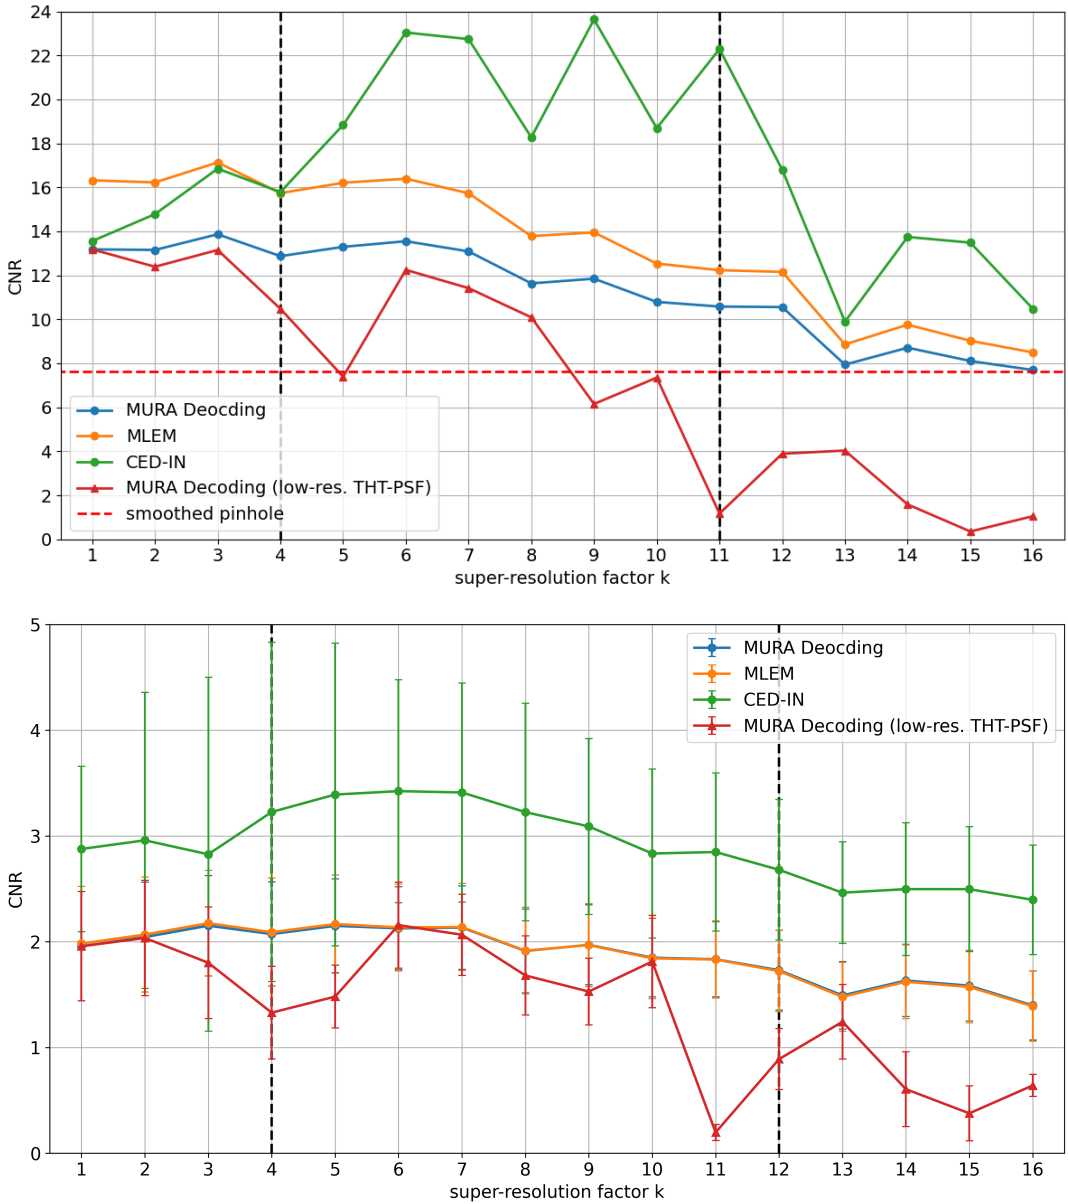 24
22
20
18
16
14
12
10
8
6
4
2
0
CNR
MURA Deocding
MLEM
CED-IN
MURA Decoding (low-res. THT-PSF)
smoothed pinhole
1 2 3 4 5 6 7 8 9 10 11 12 13 14 15 16
super-resolution factor k
5
4
3
2
1
0
CNR
MURA Deocding
MLEM
CED-IN
MURA Decoding (low-res. THT-PSF)
1 2 3 4 5 6 7 8 9 10 11 12 13 14 15 16
super-resolution factor k